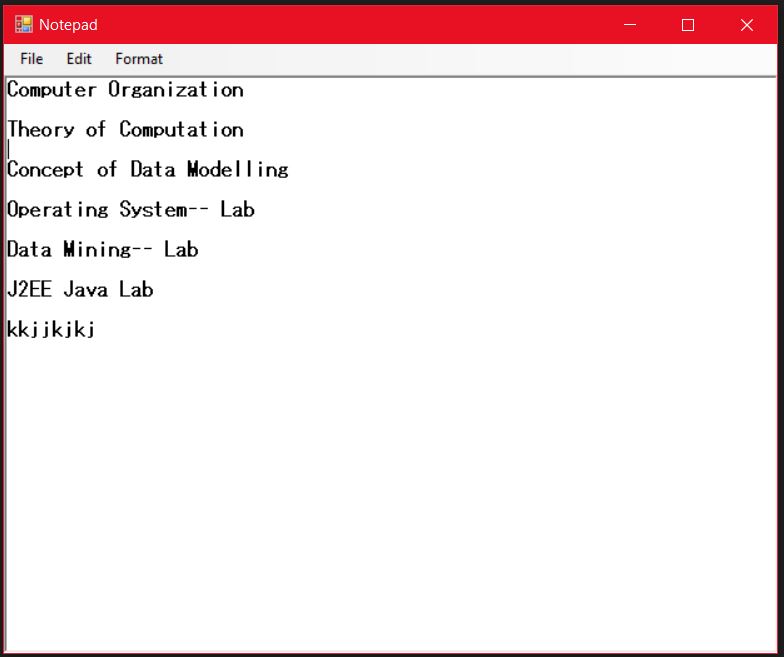 Notepad
File Edit Format
Computer Organization
Theory of Computation
Concept of Data Modelling
Operating System-- Lab
Data Mining-- Lab
J2EE Java Lab
kkjjkjkj